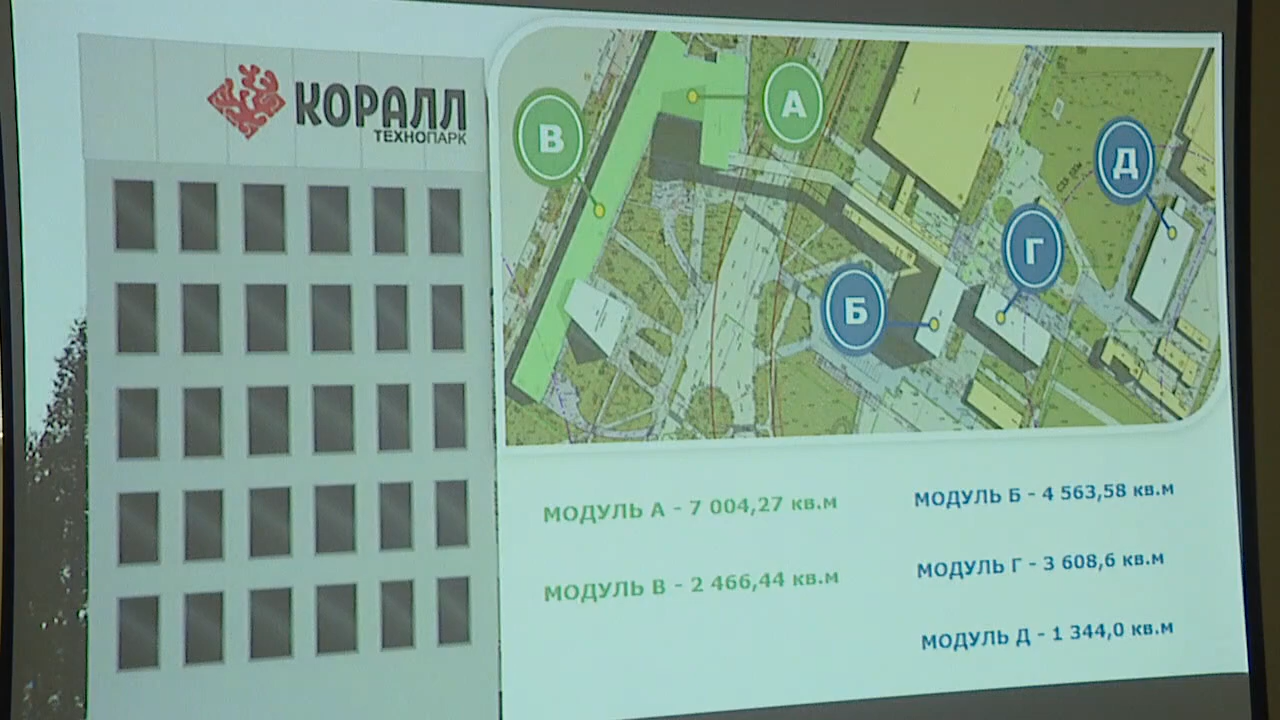 КОРАЛЛ
ТЕХНОПАРК
В
А
Д
Г
Б
МОДУЛЬ А - 7 004,27 кв.м
МОДУЛЬ В - 2 466,44 кв.м
МОДУЛЬ Б - 4 563,58 кв.м
МОДУЛЬ Г - 3 608,6 кв.м
МОДУЛЬ Д - 1 344,0 кв.м